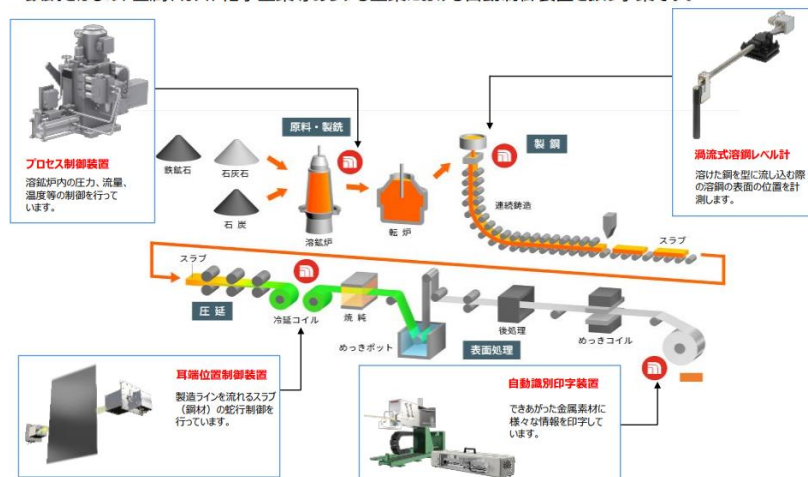 プロセス制御装置
溶鉱炉内の圧力、流量、
温度等の制御を行って
います。
原料・製銑
鉄鉱石
石灰石
石炭
溶鉱炉
転炉
製鋼
連続鋳造
スラブ
渦流式溶鋼レベル計
溶けた鋼を型に流し込む際
の溶鋼の表面の位置を計
測します。
スラブ
圧延
冷延コイル
焼純
めっきポット
表面処理
後処理
めっきコイル
耳端位置制御装置
製造ラインを流れるスラブ
（鋼材）の蛇行制御を
行っています。
自動識別印字装置
できあがった金属素材に
様々な情報を印字して
います。